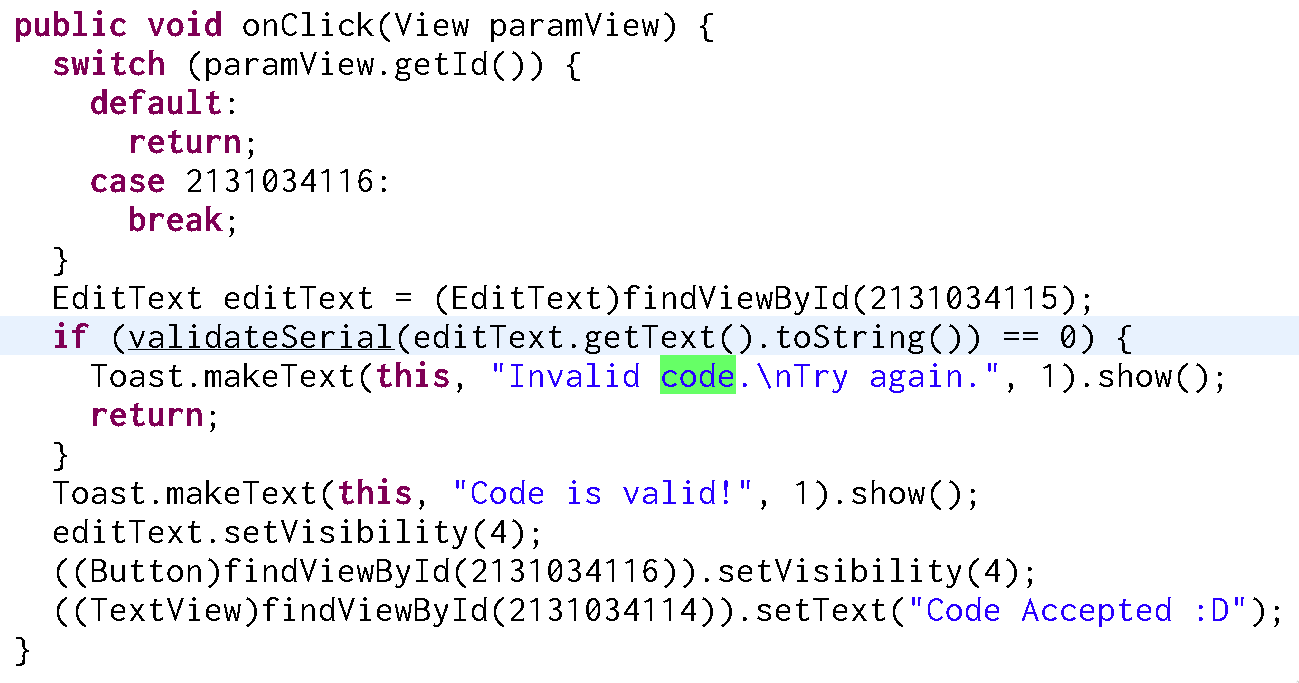 public void onClick(View paramView) {
  switch (paramView.getId()) {
    default:
      return;
    case 2131034116:
      break;
  }
  EditText editText = (EditText)findViewById(2131034115);
  if (validateSerial(editText.getText().toString()) == 0) {
    Toast.makeText(this, "Invalid code.\nTry again.", 1).show();
    return;
  }
  Toast.makeText(this, "Code is valid!", 1).show();
  editText.setVisibility(4);
  ((Button)findViewById(2131034116)).setVisibility(4);
  ((TextView)findViewById(2131034114)).setText("Code Accepted :D");
}